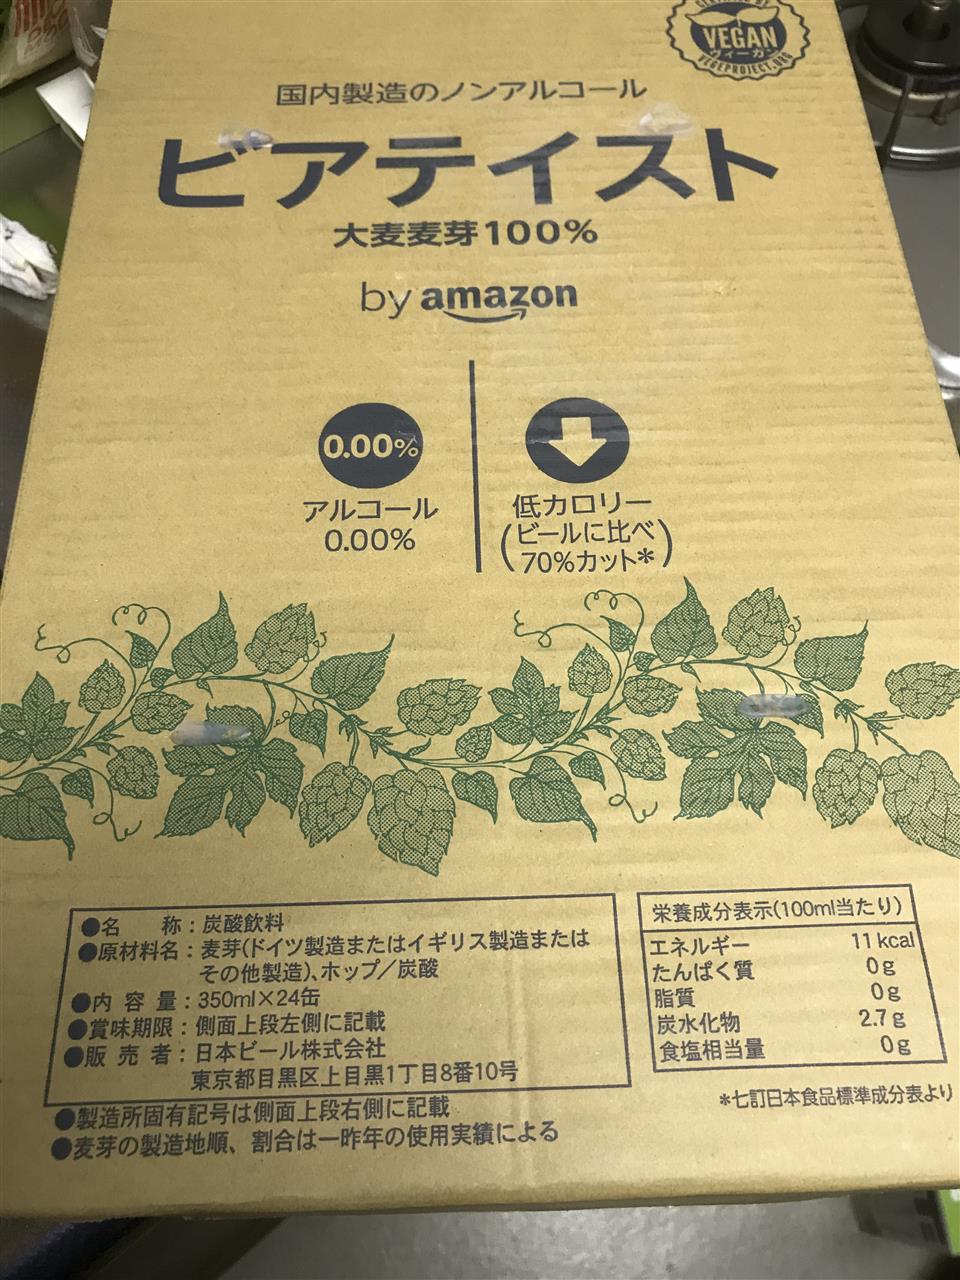 CERTIFIED BY
VEGAN
ヴィーガン
VEGEPROJECT.ORG
国内製造のノンアルコール
ビアテイスト
大麦麦芽100%
by amazon
0.00%
アルコール
0.00%
低カロリー
(ビールに比べ
70%カット*)
●名 称:炭酸飲料
●原材料名:麦芽(ドイツ製造またはイギリス製造または
その他製造)、ホップ/炭酸
●内容量:350ml×24缶
●賞味期限:側面上段左側に記載
●販売者:日本ビール株式会社
東京都目黒区上目黒1丁目8番10号
●製造所固有記号は側面上段右側に記載
●麦芽の製造地順、割合は一昨年の使用実績による
栄養成分表示(100ml当たり)
エネルギー 11kcal
たんぱく質 0g
脂質 0g
炭水化物 2.7g
食塩相当量 0g
*七訂日本食品標準成分表より